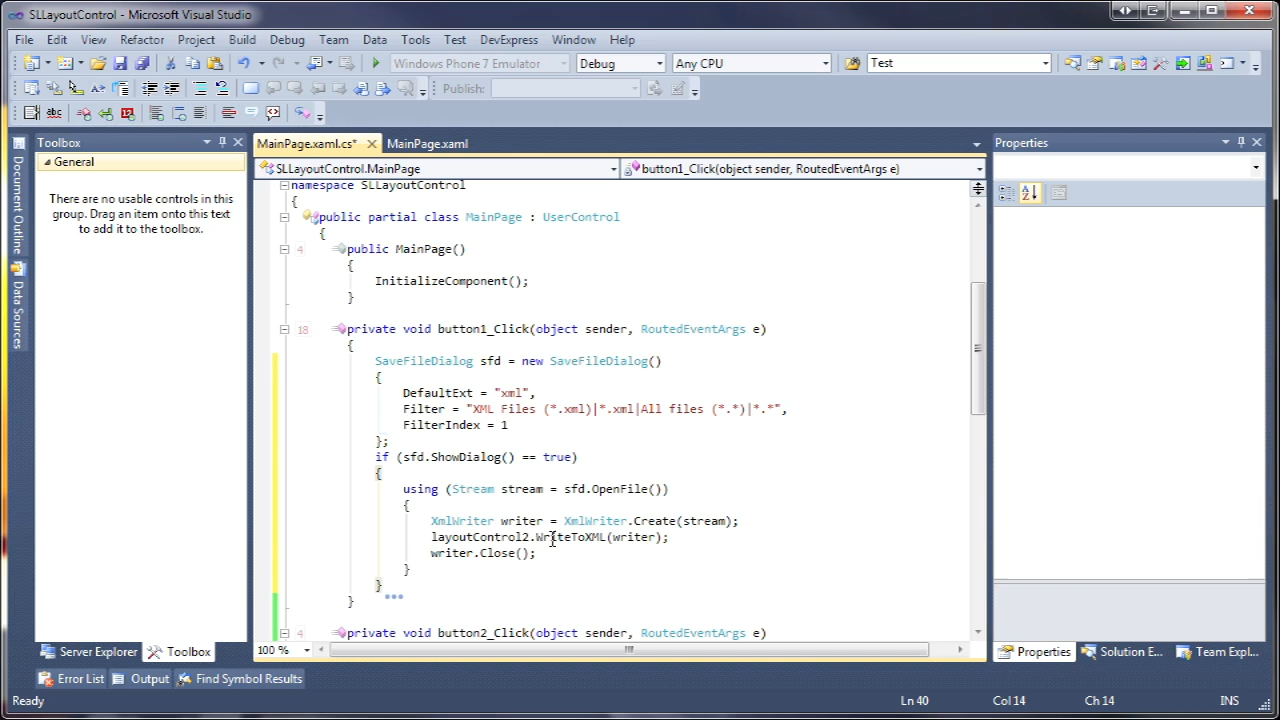 SLLayoutControl - Microsoft Visual Studio
File Edit View Refactor Project Build Debug Team Data Tools Test DevExpress Window Help
Windows Phone 7 Emulator Debug Any CPU Test
Publish:
Toolbox
General
There are no usable controls in this
group. Drag an item onto this text
to add it to the toolbox.
Document Outline
Data Sources
MainPage.xaml.cs* MainPage.xaml
SLLayoutControl.MainPage button1_Click(object sender, RoutedEventArgs e)
namespace SLLayoutControl
{
public partial class MainPage : UserControl
{
4 public MainPage()
{
InitializeComponent();
}
18 private void button1_Click(object sender, RoutedEventArgs e)
{
SaveFileDialog sfd = new SaveFileDialog()
{
DefaultExt = "xml",
Filter = "XML Files (*.xml)|*.xml|All files (*.*)|*.*",
FilterIndex = 1
};
if (sfd.ShowDialog() == true)
{
using (Stream stream = sfd.OpenFile())
{
XmlWriter writer = XmlWriter.Create(stream);
layoutControl2.WriteToXML(writer);
writer.Close();
}
}
}
4 private void button2_Click(object sender, RoutedEventArgs e)
100 %
Properties
Server Explorer Toolbox
Properties Solution E... Team Expl...
Error List Output Find Symbol Results
Ready Ln 40 Col 14 Ch 14 INS